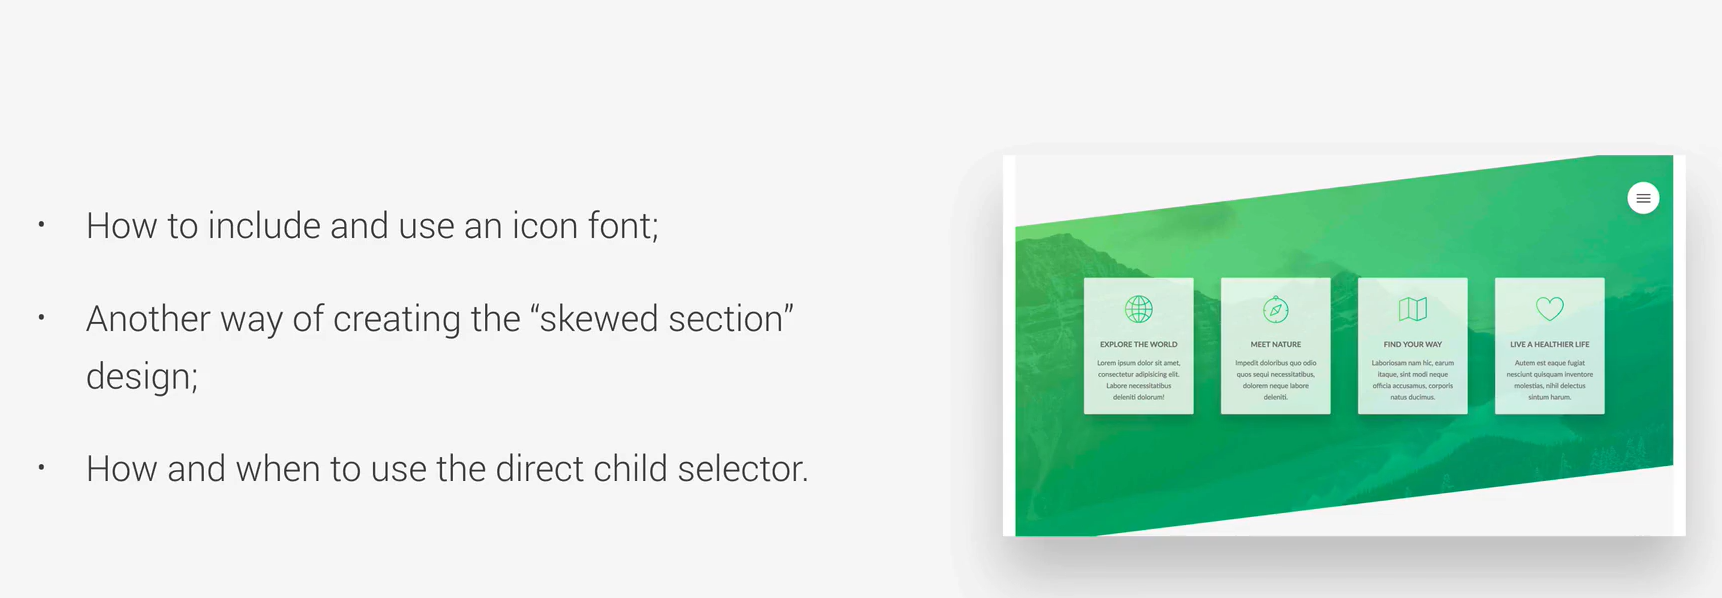 • How to include and use an icon font;
• Another way of creating the “skewed section”
design;
• How and when to use the direct child selector.
EXPLORE THE WORLD
Lorem ipsum dolor sit amet,
consectetur adipisicing elit.
Labore necessitatibus
deleniti dolorum!
MEET NATURE
Impedit doloribus quo odio
quos sequi necessitatibus,
dolorem neque labore
deleniti.
FIND YOUR WAY
Laboriosam nam hic, earum
itaque, sint modi neque
officia accusamus, corporis
natus ducimus.
LIVE A HEALTHIER LIFE
Autem est eaque fugiat
nesciunt quisquam inventore
molestias, nihil delectus
sintum harum.